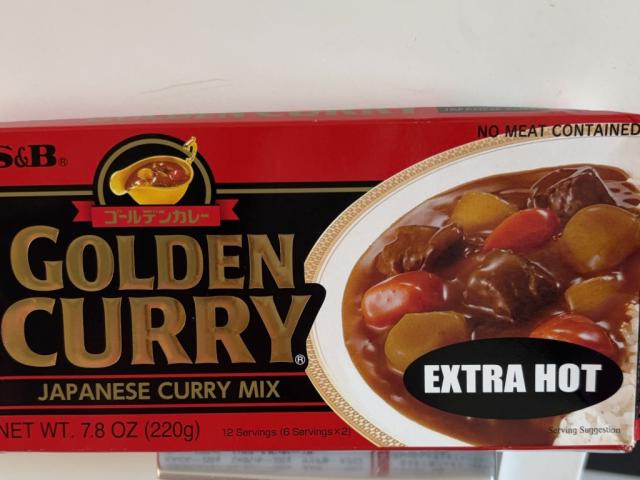 NO MEAT CONTAINED
S&B®
ゴールデンカレー
GOLDEN
CURRY®
JAPANESE CURRY MIX
EXTRA HOT
NET WT. 7.8 OZ (220g)
12 Servings (6 Servings×2)
Serving Suggestion